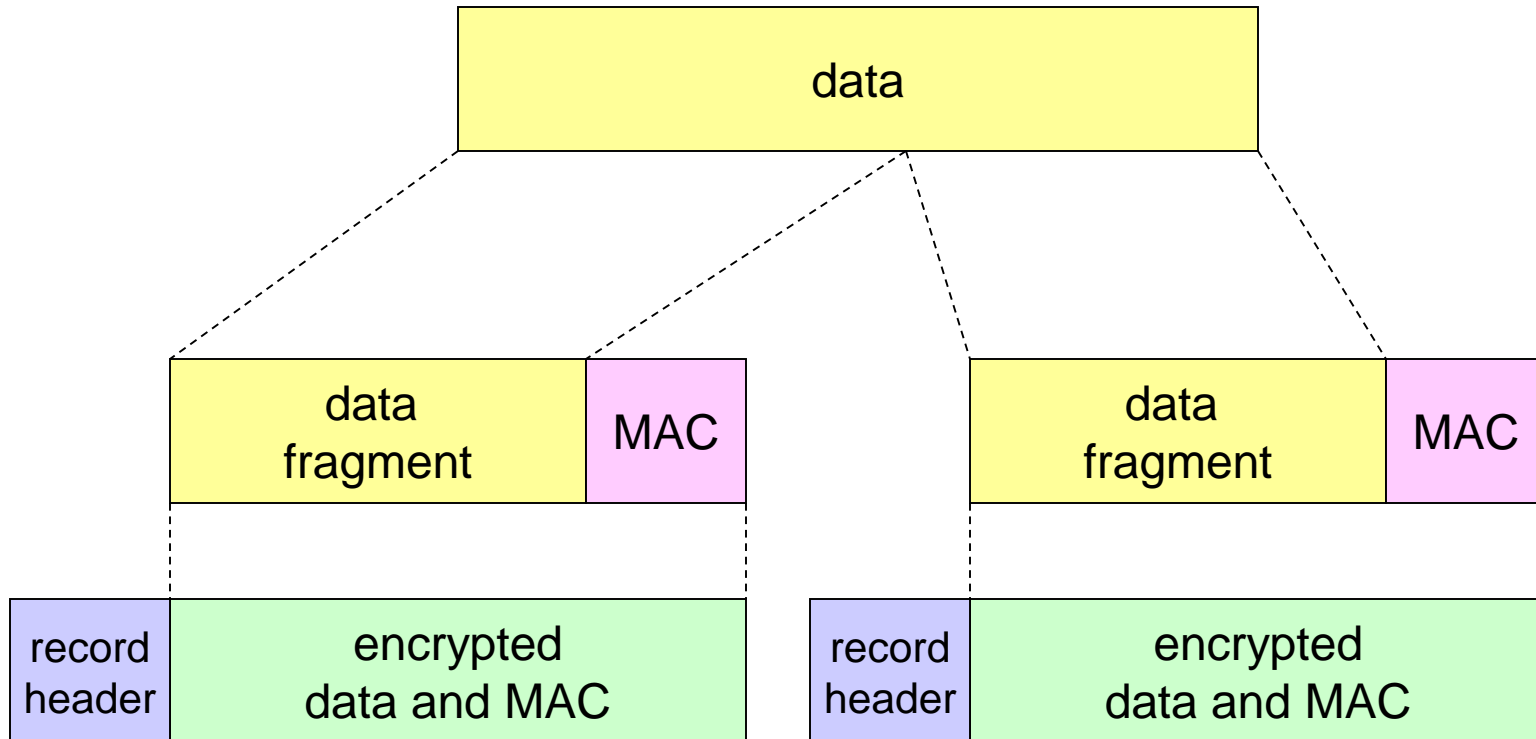 data
data
fragment
MAC
data
fragment
MAC
record
header
encrypted
data and MAC
record
header
encrypted
data and MAC